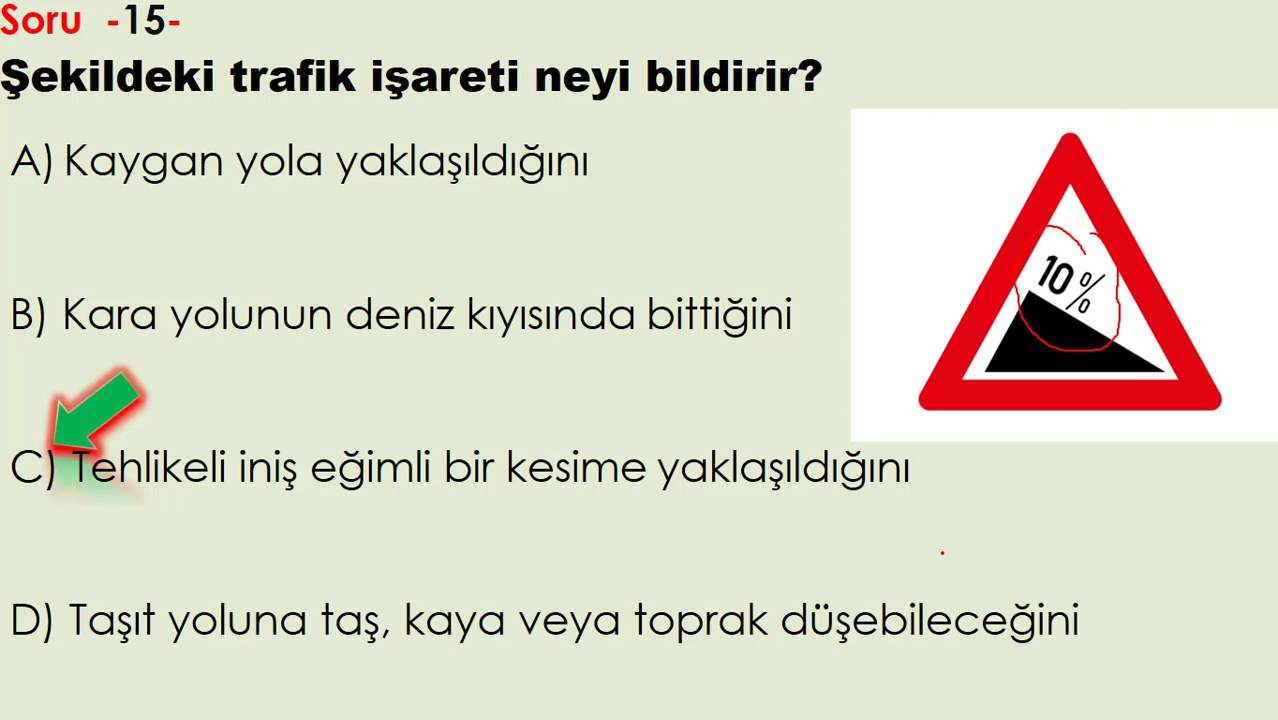 Soru -15-
Şekildeki trafik işareti neyi bildirir?
A) Kaygan yola yaklaşıldığını
10%
B) Kara yolunun deniz kıyısında bittiğini
C) Tehlikeli iniş eğimli bir kesime yaklaşıldığını
D) Taşıt yoluna taş, kaya veya toprak düşebileceğini